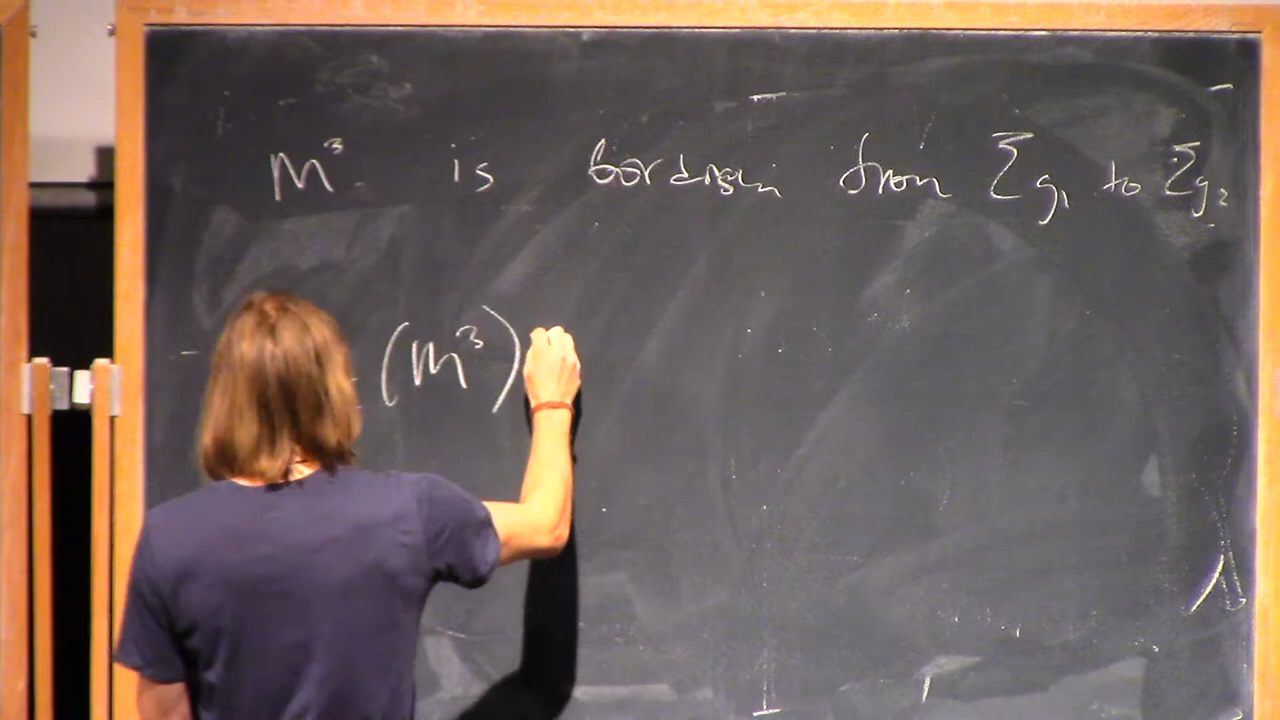 M³ is bordism from Σg₁ to Σg₂
(M³)